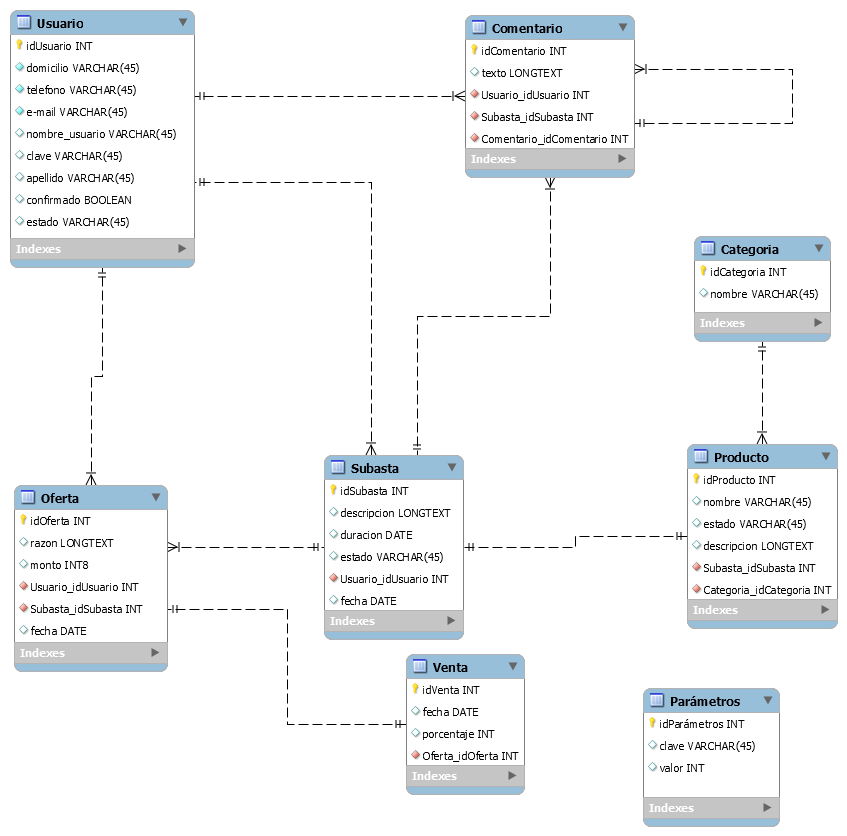 Usuario
idUsuario INT
domicilio VARCHAR(45)
telefono VARCHAR(45)
e-mail VARCHAR(45)
nombre_usuario VARCHAR(45)
clave VARCHAR(45)
apellido VARCHAR(45)
confirmado BOOLEAN
estado VARCHAR(45)
Indexes
Comentario
idComentario INT
texto LONGTEXT
Usuario_idUsuario INT
Subasta_idSubasta INT
Comentario_idComentario INT
Indexes
Categoria
idCategoria INT
nombre VARCHAR(45)
Indexes
Oferta
idOferta INT
razon LONGTEXT
monto INT8
Usuario_idUsuario INT
Subasta_idSubasta INT
fecha DATE
Indexes
Subasta
idSubasta INT
descripcion LONGTEXT
duracion DATE
estado VARCHAR(45)
Usuario_idUsuario INT
fecha DATE
Indexes
Producto
idProducto INT
nombre VARCHAR(45)
estado VARCHAR(45)
descripcion LONGTEXT
Subasta_idSubasta INT
Categoria_idCategoria INT
Indexes
Venta
idVenta INT
fecha DATE
porcentaje INT
Oferta_idOferta INT
Indexes
Parámetros
idParámetros INT
clave VARCHAR(45)
valor INT
Indexes